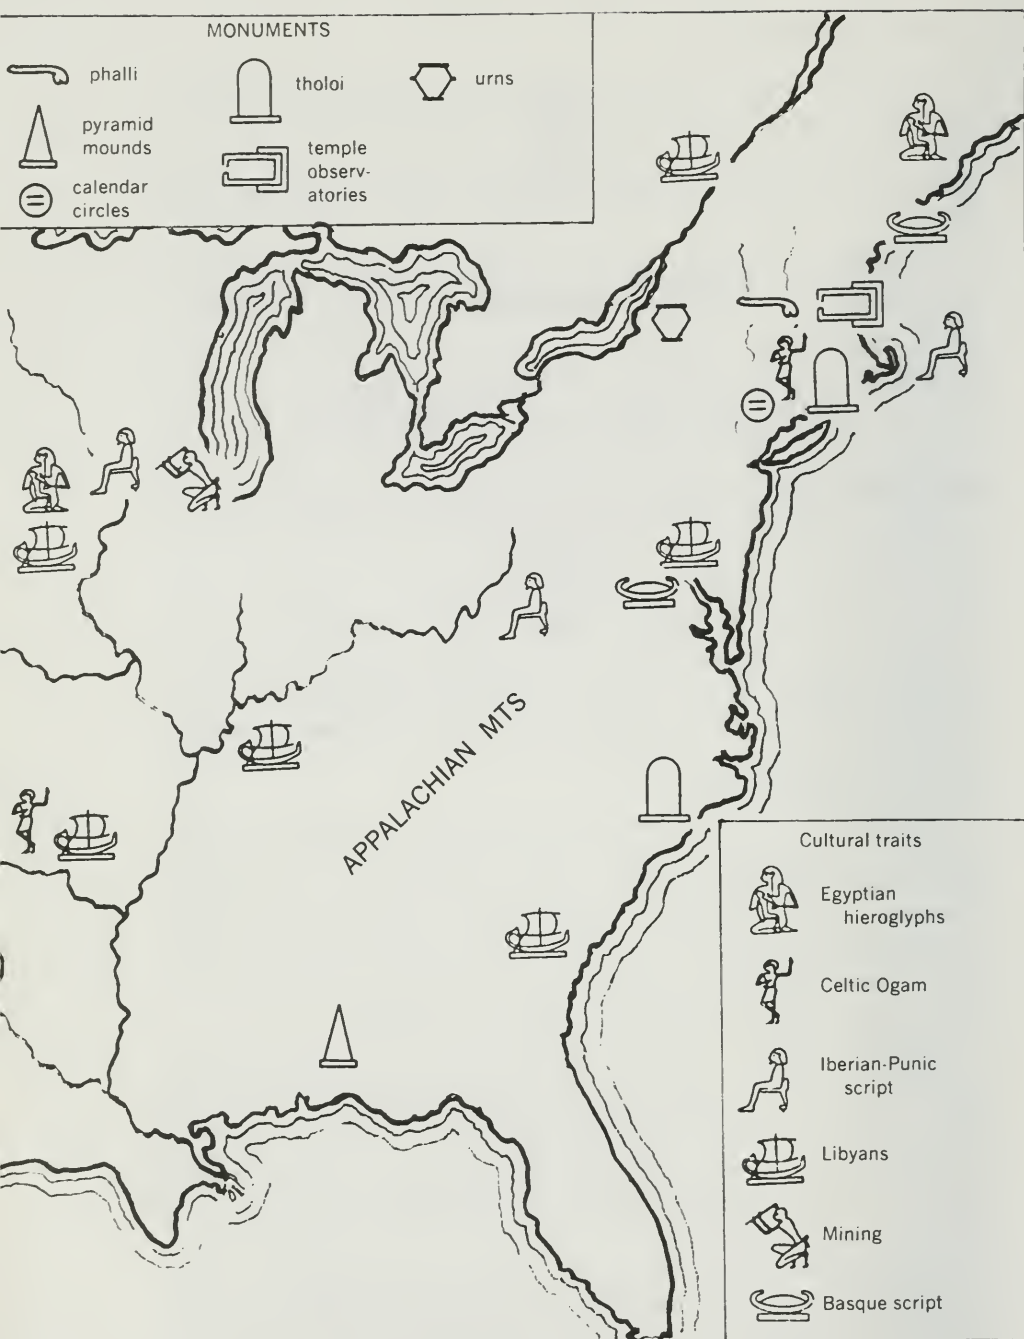 MONUMENTS
phalli
tholoi
urns
pyramid
mounds
temple
observ-
atories
calendar
circles
APPALACHIAN MTS
Cultural traits
Egyptian
hieroglyphs
Celtic Ogam
Iberian-Punic
script
Libyans
Mining
Basque script